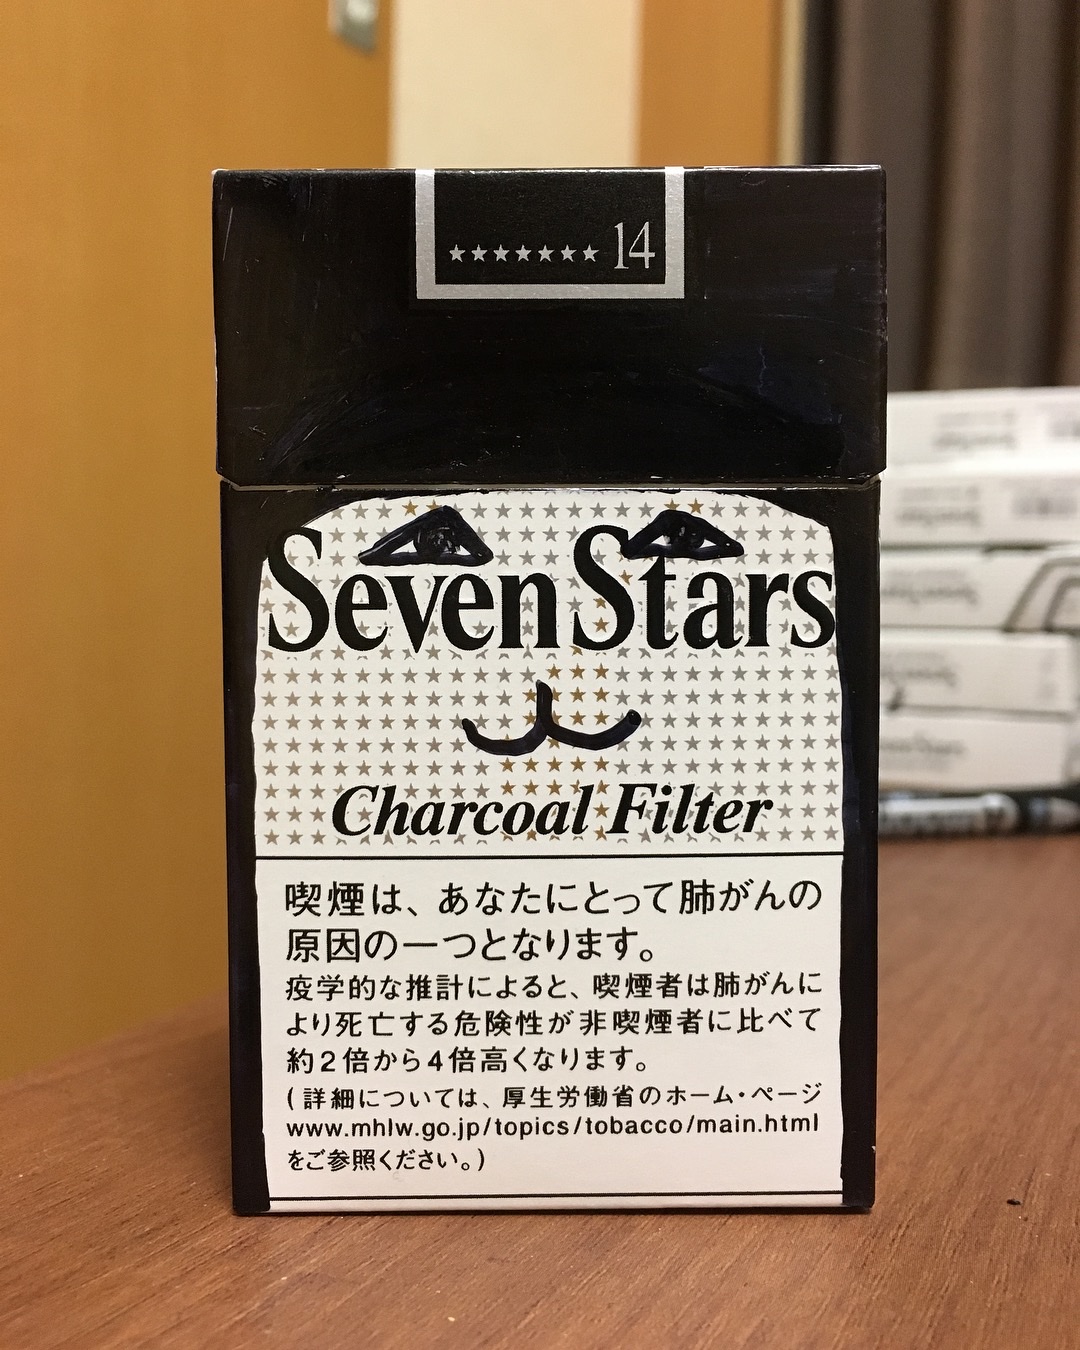 ★★★★★★★ 14
Seven Stars
Charcoal Filter
喫煙は、あなたにとって肺がんの
原因の一つとなります。
疫学的な推計によると、喫煙者は肺がんに
より死亡する危険性が非喫煙者に比べて
約2倍から4倍高くなります。
(詳細については、厚生労働省のホーム・ページ
www.mhlw.go.jp/topics/tobacco/main.html
をご参照ください。)